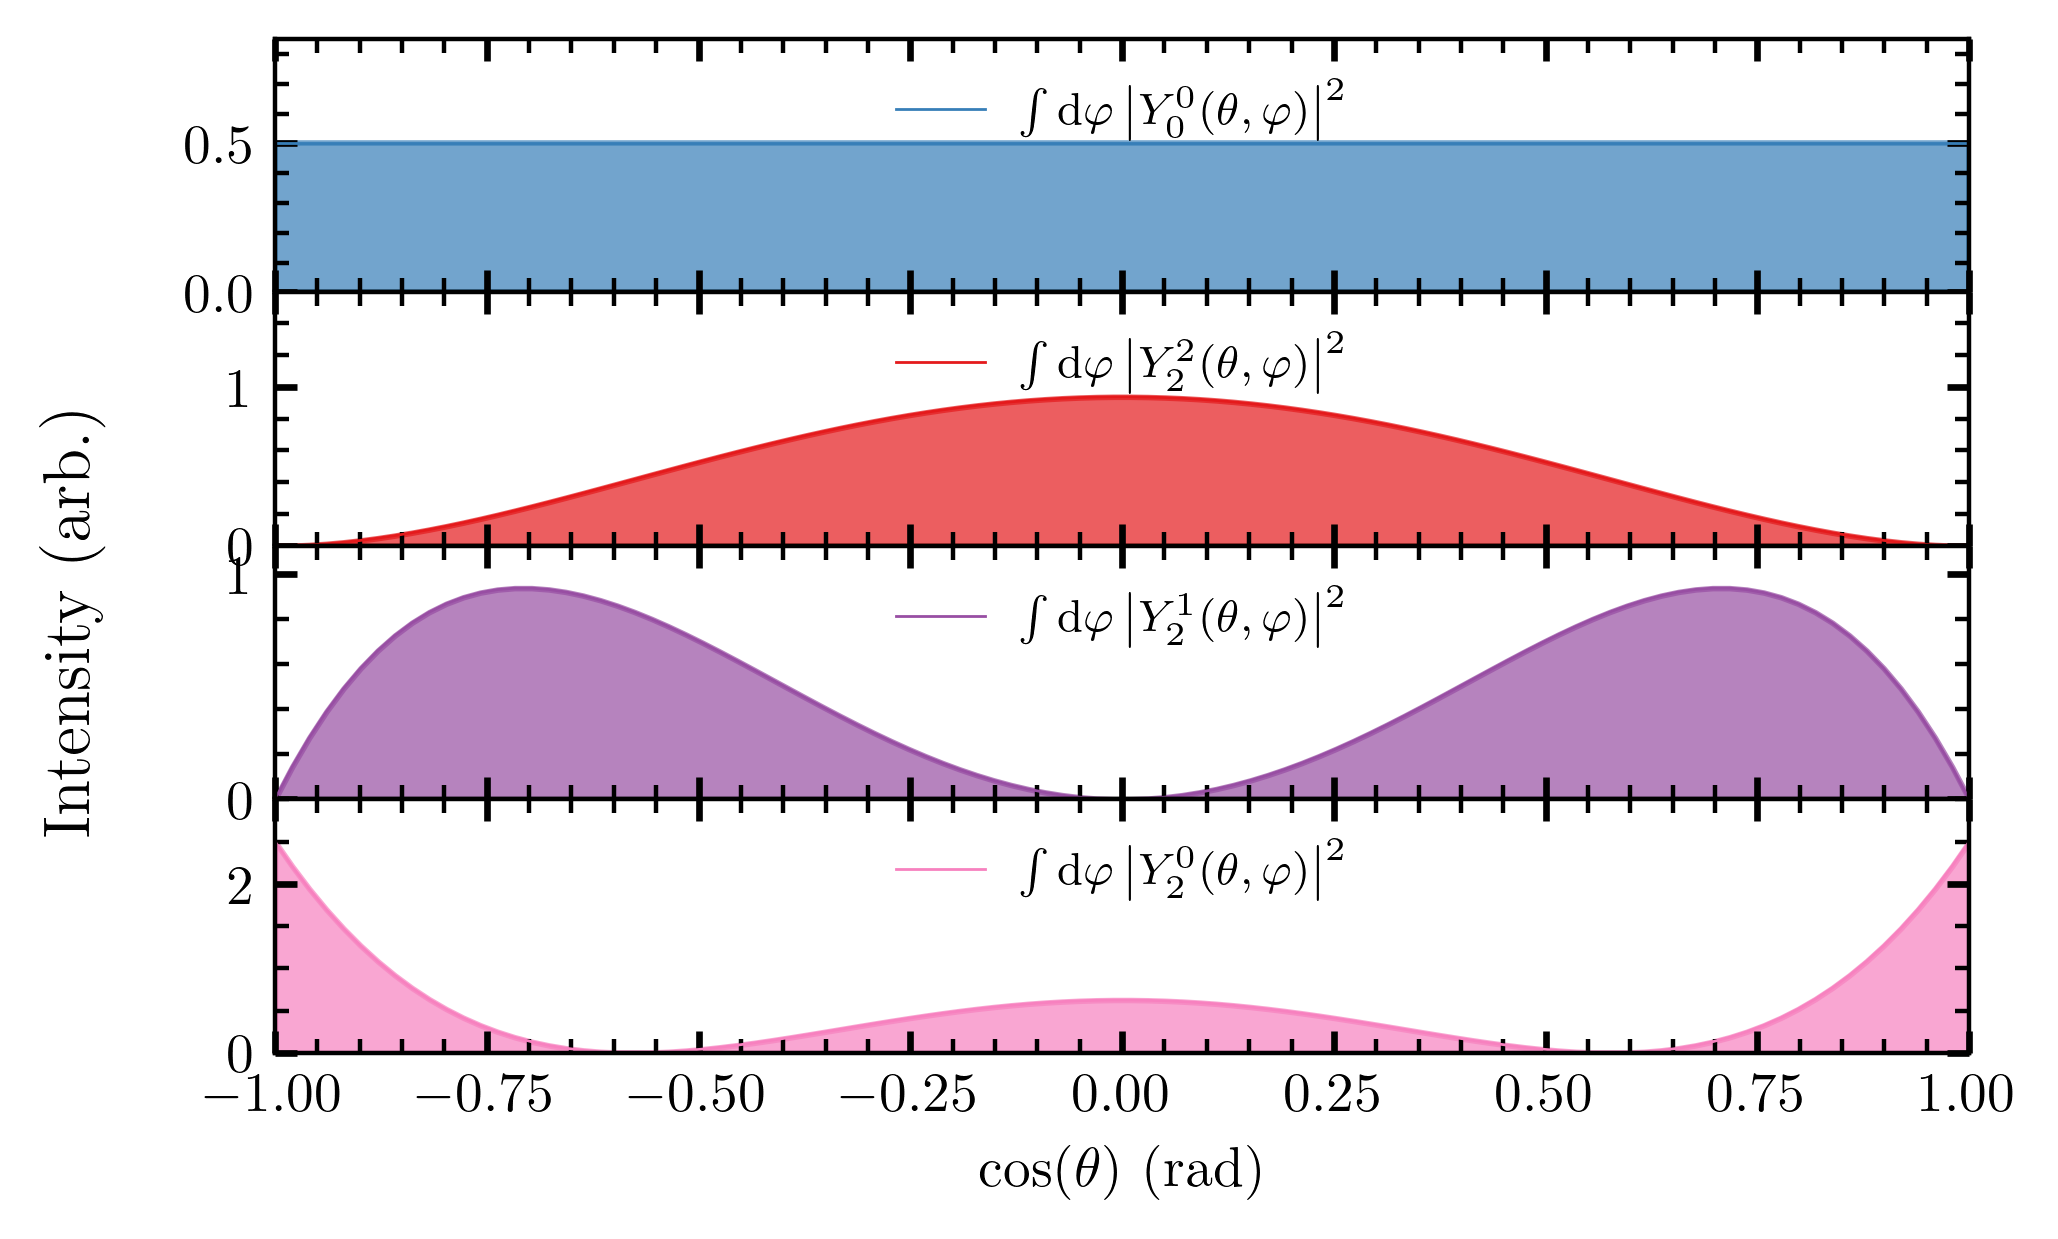 Intensity (arb.)
0.5
0.0
∫ dφ |Y₀⁰(θ, φ)|²
1
0
∫ dφ |Y₂²(θ, φ)|²
1
0
∫ dφ |Y₂¹(θ, φ)|²
2
0
∫ dφ |Y₂⁰(θ, φ)|²
−1.00 −0.75 −0.50 −0.25 0.00 0.25 0.50 0.75 1.00
cos(θ) (rad)